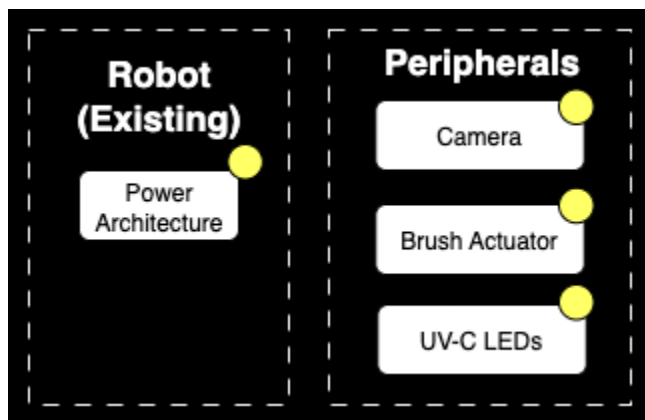 Robot
(Existing)
Power
Architecture
Peripherals
Camera
Brush Actuator
UV-C LEDs